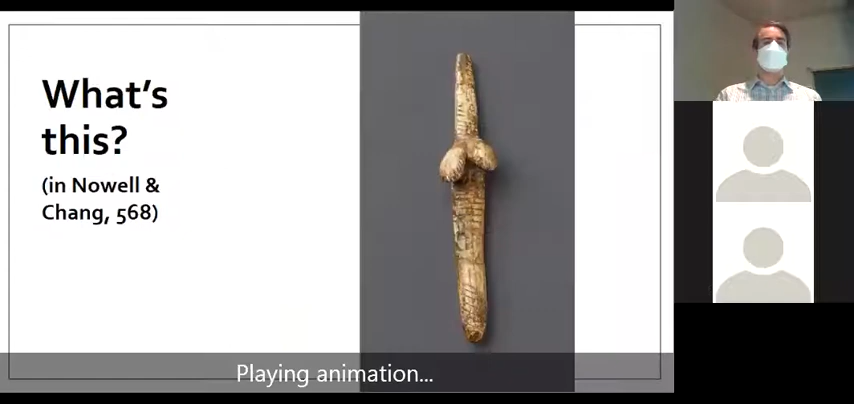 What's
this?
(in Nowell &
Chang, 568)
Playing animation...